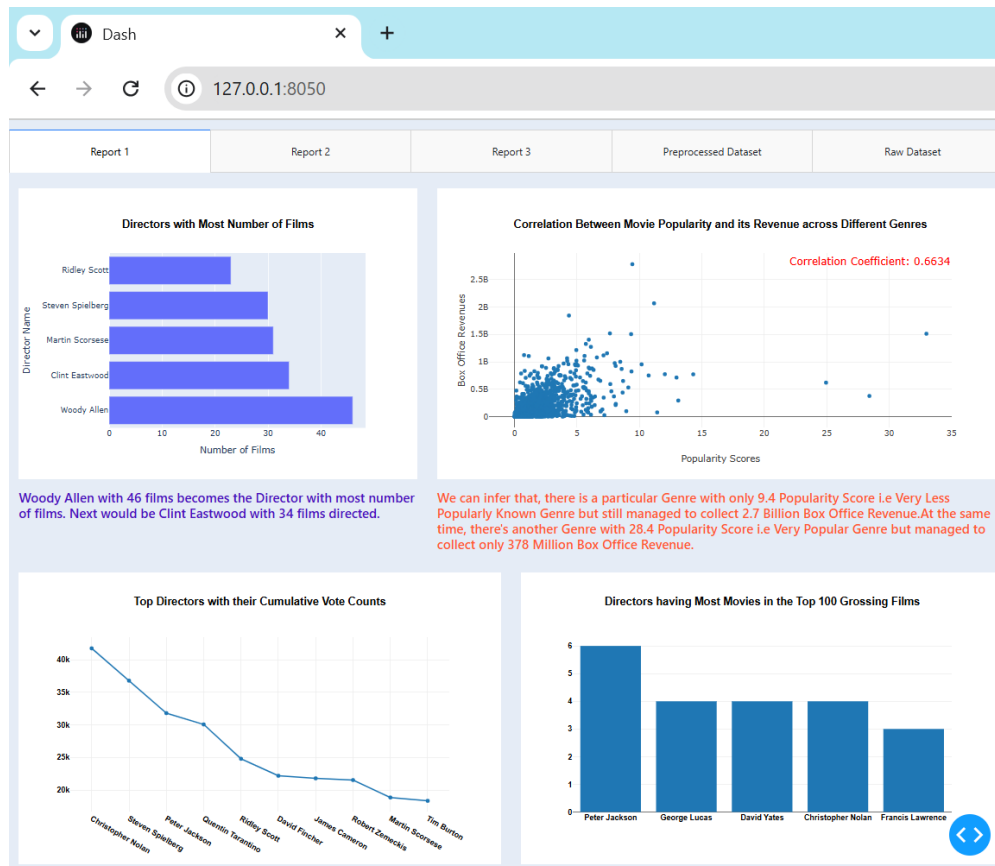 Dash
127.0.0.1:8050
Report 1
Report 2
Report 3
Preprocessed Dataset
Raw Dataset
Directors with Most Number of Films
Director Name
Ridley Scott
Steven Spielberg
Martin Scorsese
Clint Eastwood
Woody Allen
0 10 20 30 40
Number of Films
Woody Allen with 46 films becomes the Director with most number
of films. Next would be Clint Eastwood with 34 films directed.
Correlation Between Movie Popularity and its Revenue across Different Genres
Correlation Coefficient: 0.6634
Box Office Revenues
2.5B
2B
1.5B
1B
0.5B
0
0 5 10 15 20 25 30 35
Popularity Scores
We can infer that, there is a particular Genre with only 9.4 Popularity Score i.e Very Less
Popularly Known Genre but still managed to collect 2.7 Billion Box Office Revenue.At the same
time, there's another Genre with 28.4 Popularity Score i.e Very Popular Genre but managed to
collect only 378 Million Box Office Revenue.
Top Directors with their Cumulative Vote Counts
40k
35k
30k
25k
20k
Christopher Nolan
Steven Spielberg
Peter Jackson
Quentin Tarantino
Ridley Scott
David Fincher
James Cameron
Robert Zemeckis
Martin Scorsese
Tim Burton
Directors having Most Movies in the Top 100 Grossing Films
6
5
4
3
2
1
0
Peter Jackson
George Lucas
David Yates
Christopher Nolan
Francis Lawrence